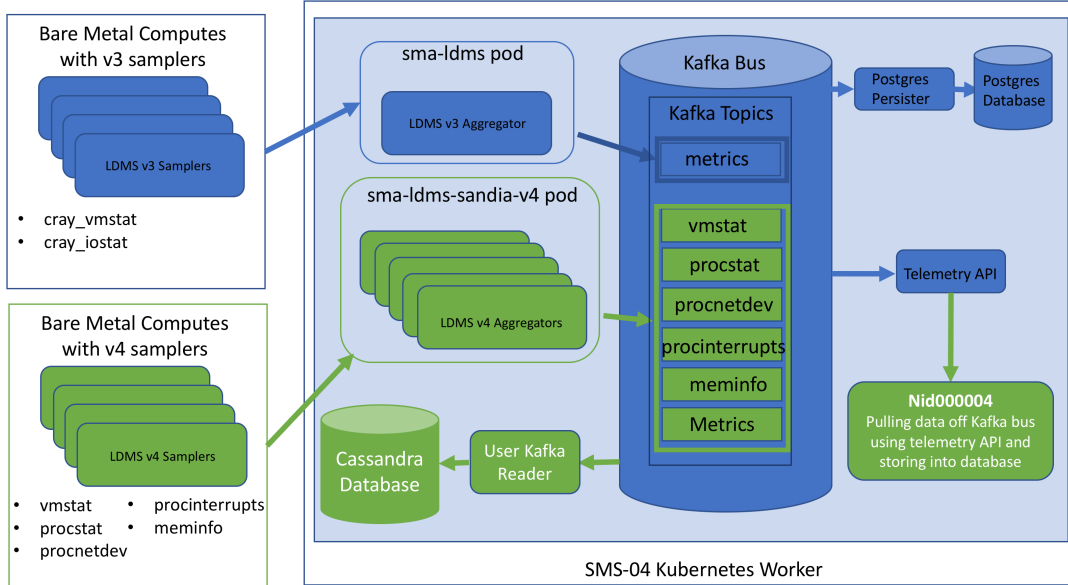 Bare Metal Computes
with v3 samplers
LDMS v3 Samplers
• cray_vmstat
• cray_iostat
Bare Metal Computes
with v4 samplers
LDMS v4 Samplers
• vmstat
• procstat
• procnetdev
• procinterrupts
• meminfo
sma-ldms pod
LDMS v3 Aggregator
sma-ldms-sandia-v4 pod
LDMS v4 Aggregators
Kafka Bus
Kafka Topics
metrics
vmstat
procstat
procnetdev
procinterrupts
meminfo
Metrics
Postgres
Persister
Postgres
Database
Telemetry API
Nid000004
Pulling data off Kafka bus
using telemetry API and
storing into database
User Kafka
Reader
Cassandra
Database
SMS-04 Kubernetes Worker